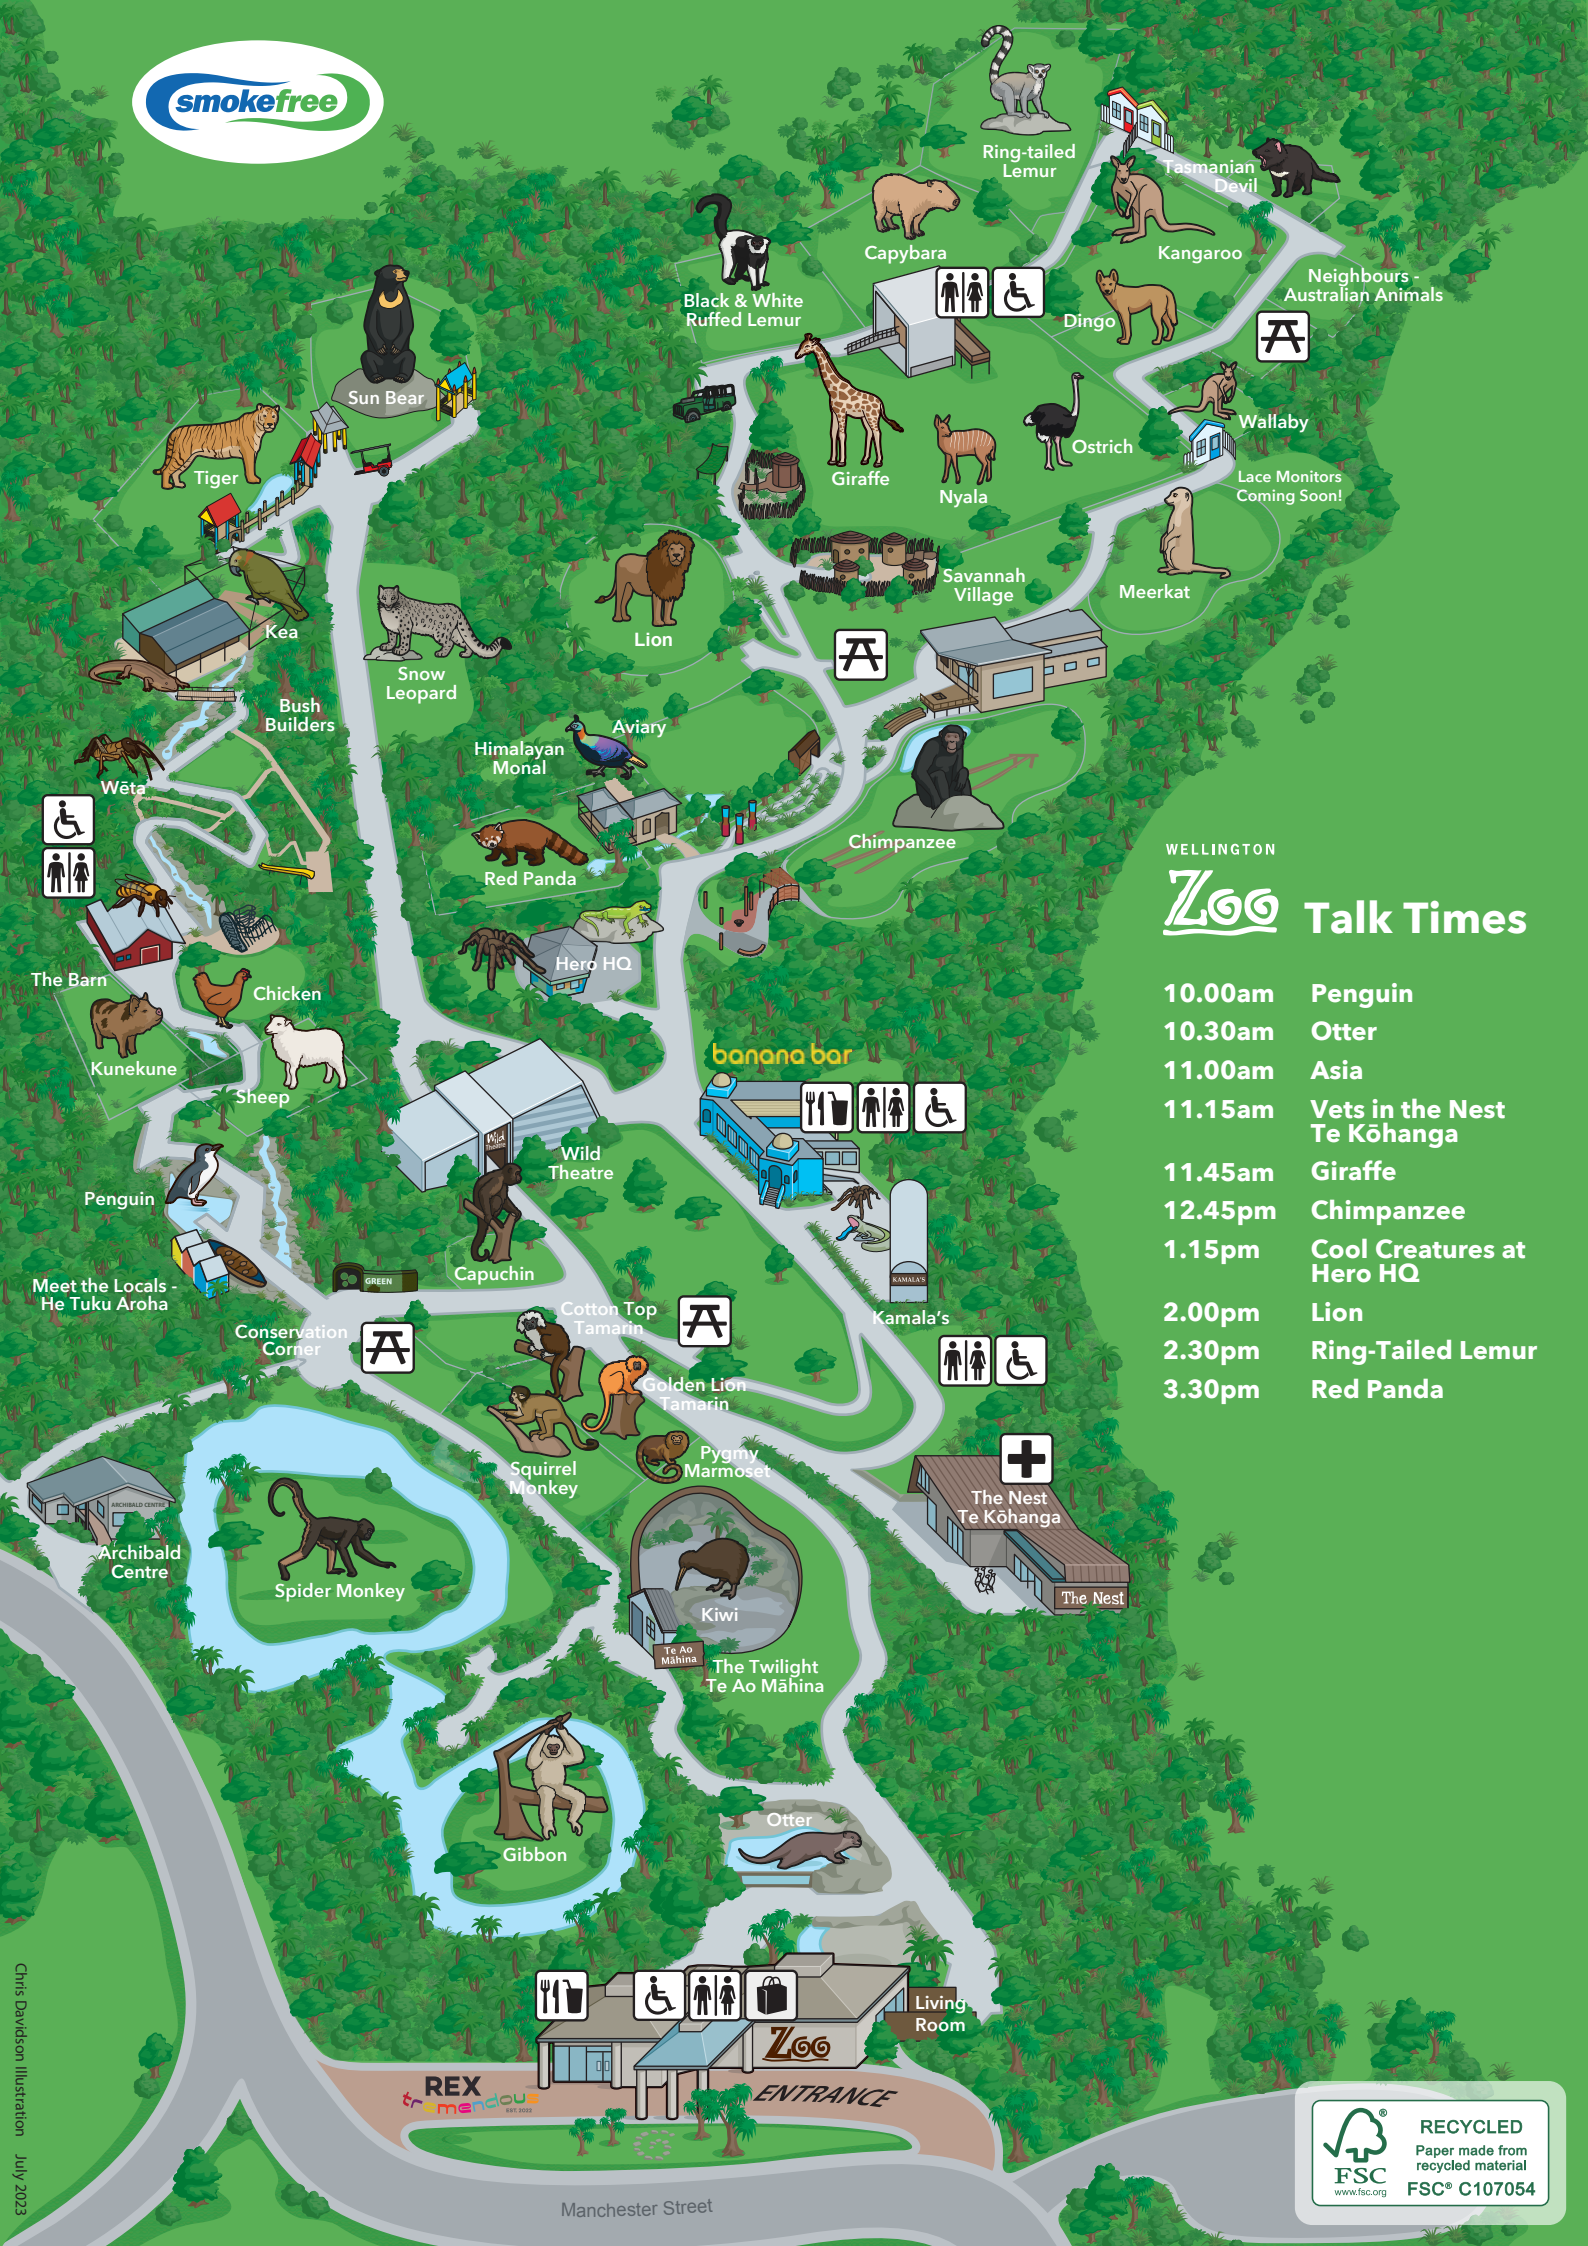 smokefree
Ring-tailed
Lemur
Tasmanian
Devil
Capybara
Kangaroo
Black & White
Ruffed Lemur
Dingo
Neighbours -
Australian Animals
Sun Bear
Tiger
Giraffe
Nyala
Ostrich
Wallaby
Lace Monitors
Coming Soon!
Meerkat
Savannah
Village
Lion
Kea
Snow
Leopard
Bush
Builders
Wēta
Aviary
Himalayan
Monal
Red Panda
Chimpanzee
Hero HQ
The Barn
Chicken
Kunekune
Sheep
banana bar
Wild
Theatre
Wild
Theatre
Penguin
Meet the Locals -
He Tuku Aroha
GREEN
Capuchin
KAMALA'S
Kamala's
Conservation
Corner
Cotton Top
Tamarin
Golden Lion
Tamarin
Squirrel
Monkey
Pygmy
Marmoset
The Nest
Te Kōhanga
The Nest
ARCHIBALD CENTRE
Archibald
Centre
Spider Monkey
Kiwi
Te Ao
Māhina
The Twilight
Te Ao Māhina
Gibbon
Otter
Living
Room
Zoo
REX
tremendous
EST. 2022
ENTRANCE
Manchester Street
WELLINGTON
Zoo Talk Times
10.00am Penguin
10.30am Otter
11.00am Asia
11.15am Vets in the Nest
Te Kōhanga
11.45am Giraffe
12.45pm Chimpanzee
1.15pm Cool Creatures at
Hero HQ
2.00pm Lion
2.30pm Ring-Tailed Lemur
3.30pm Red Panda
Chris Davidson Illustration July 2023
®
FSC
www.fsc.org
RECYCLED
Paper made from
recycled material
FSC® C107054